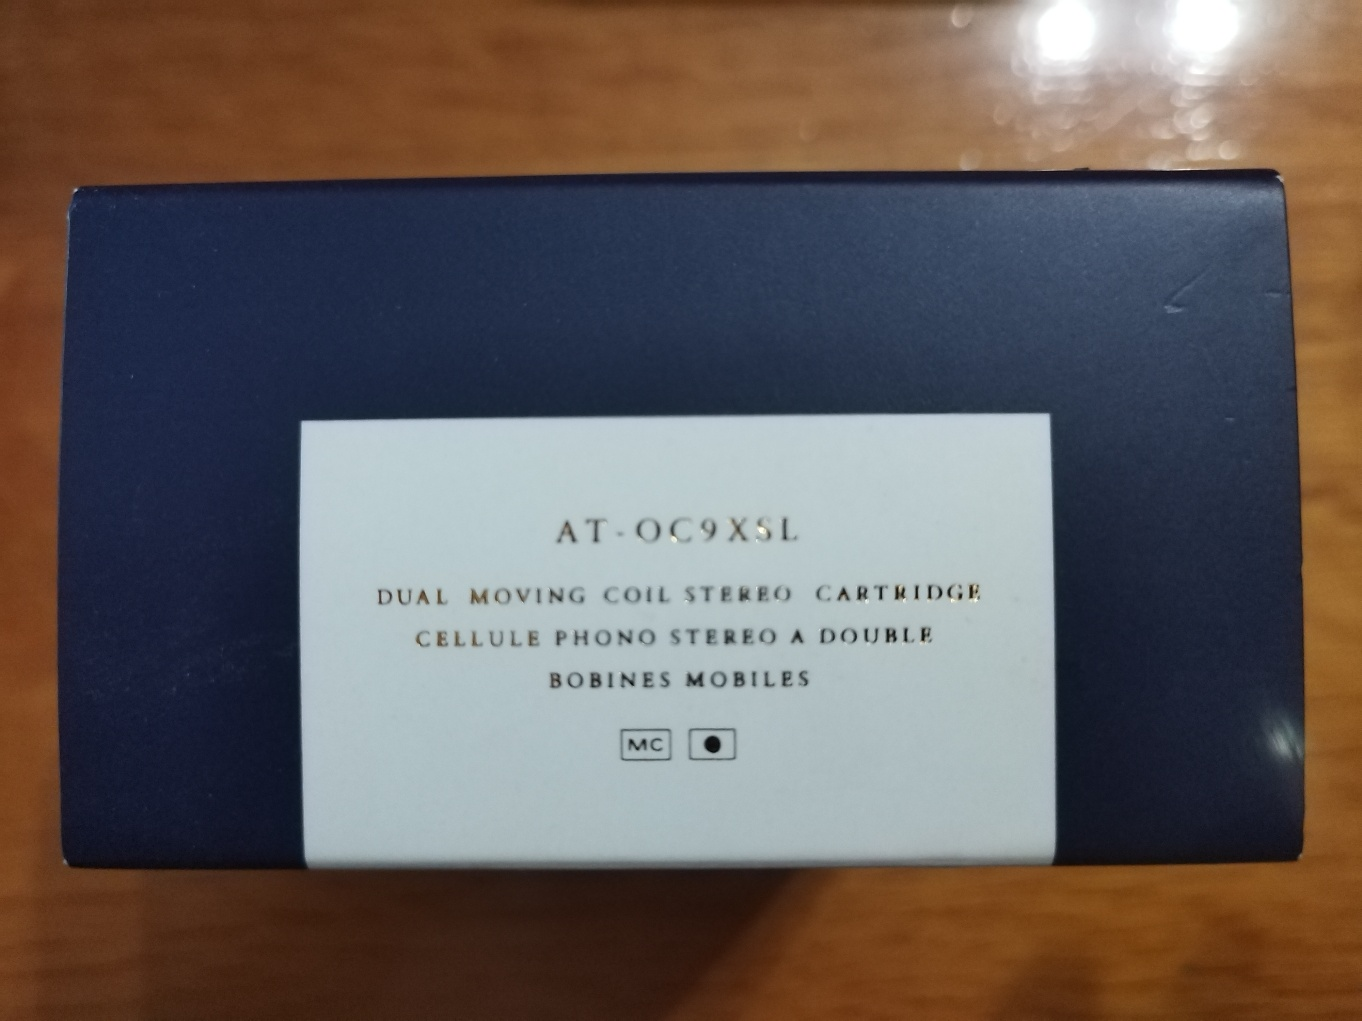 AT-OC9XSL
DUAL MOVING COIL STEREO CARTRIDGE
CELLULE PHONO STEREO A DOUBLE
BOBINES MOBILES
MC